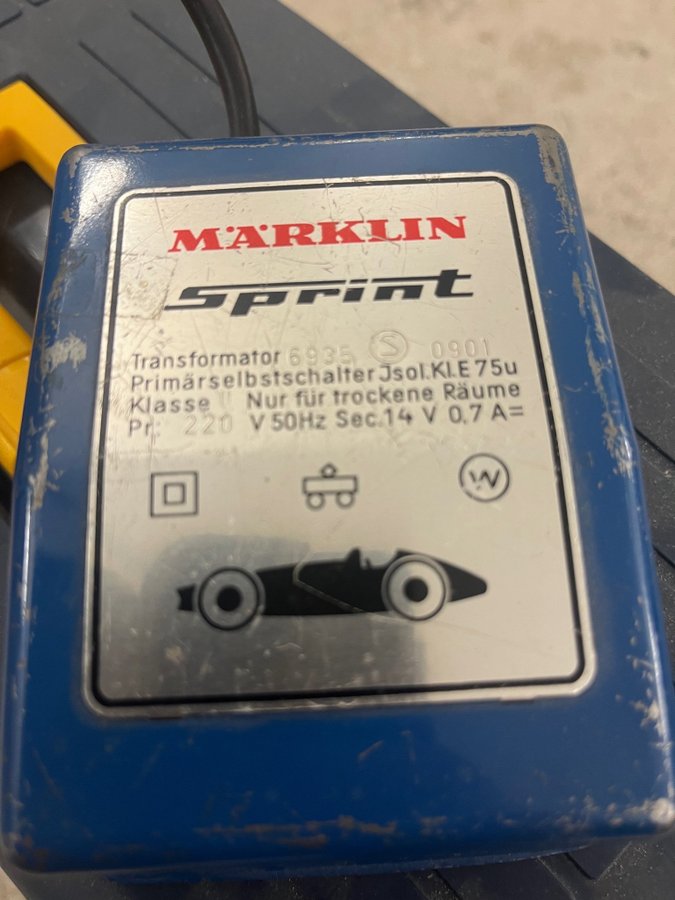 MÄRKLIN
Sprint
Transformator 6935 S 0901
Primärselbstschalter Jsol.Kl.E 75u
Klasse Nur für trockene Räume
Pr: 220 V 50Hz Sec.14 V 0,7 A=